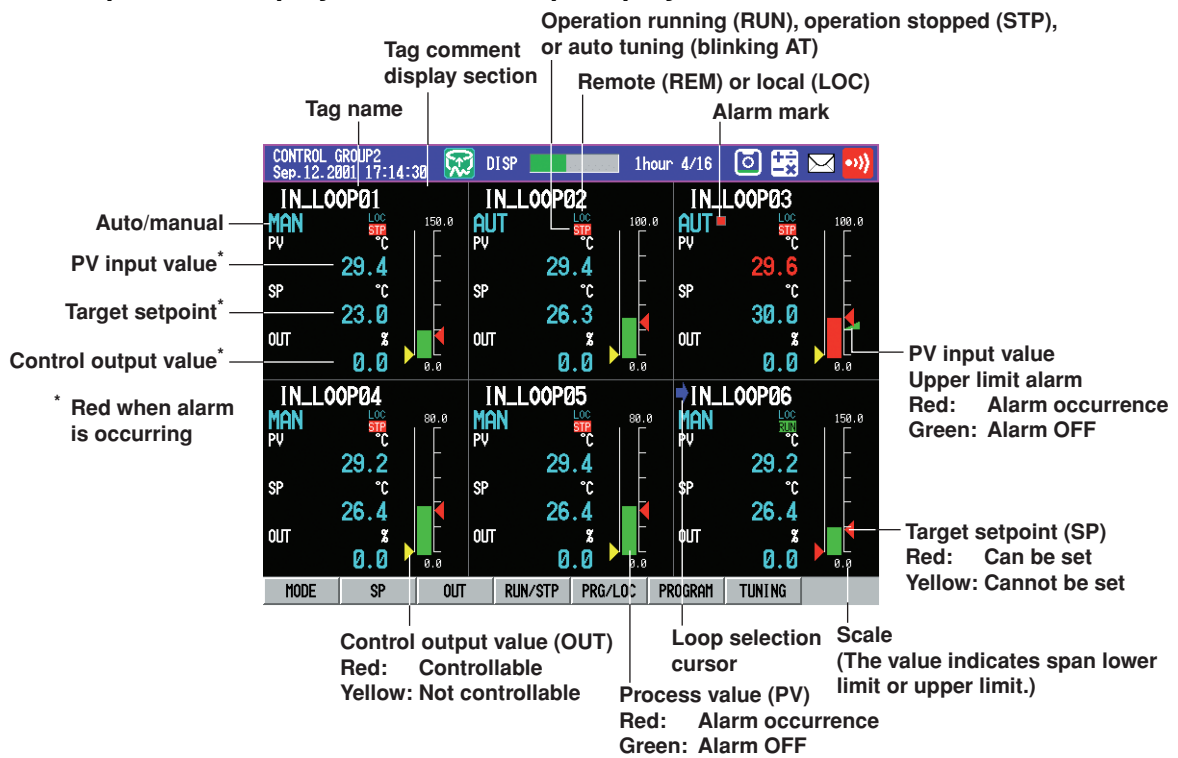 Operation running (RUN), operation stopped (STP),
or auto tuning (blinking AT)
Tag comment
display section
Remote (REM) or local (LOC)
Tag name
Alarm mark
CONTROL GROUP2
Sep.12.2001 17:14:30
DISP
1hour 4/16
Auto/manual
PV input value*
Target setpoint*
Control output value*
* Red when alarm
is occurring
IN_LOOP01
MAN
LOC
STP
150.0
PV
°C
29.4
SP
°C
23.0
OUT
%
0.0
0.0
IN_LOOP02
AUT
LOC
STP
100.0
PV
°C
29.4
SP
°C
26.3
OUT
%
0.0
0.0
IN_LOOP03
AUT
LOC
STP
100.0
PV
°C
29.6
SP
°C
30.0
OUT
%
0.0
0.0
PV input value
Upper limit alarm
Red: Alarm occurrence
Green: Alarm OFF
IN_LOOP04
MAN
LOC
STP
80.0
PV
°C
29.2
SP
°C
26.4
OUT
%
0.0
0.0
IN_LOOP05
MAN
LOC
STP
80.0
PV
°C
29.4
SP
°C
26.4
OUT
%
0.0
0.0
IN_LOOP06
MAN
LOC
RUN
150.0
PV
°C
29.2
SP
°C
26.4
OUT
%
0.0
0.0
Target setpoint (SP)
Red: Can be set
Yellow: Cannot be set
MODE SP OUT RUN/STP PRG/LOC PROGRAM TUNING
Control output value (OUT)
Red: Controllable
Yellow: Not controllable
Loop selection
cursor
Scale
(The value indicates span lower
limit or upper limit.)
Process value (PV)
Red: Alarm occurrence
Green: Alarm OFF